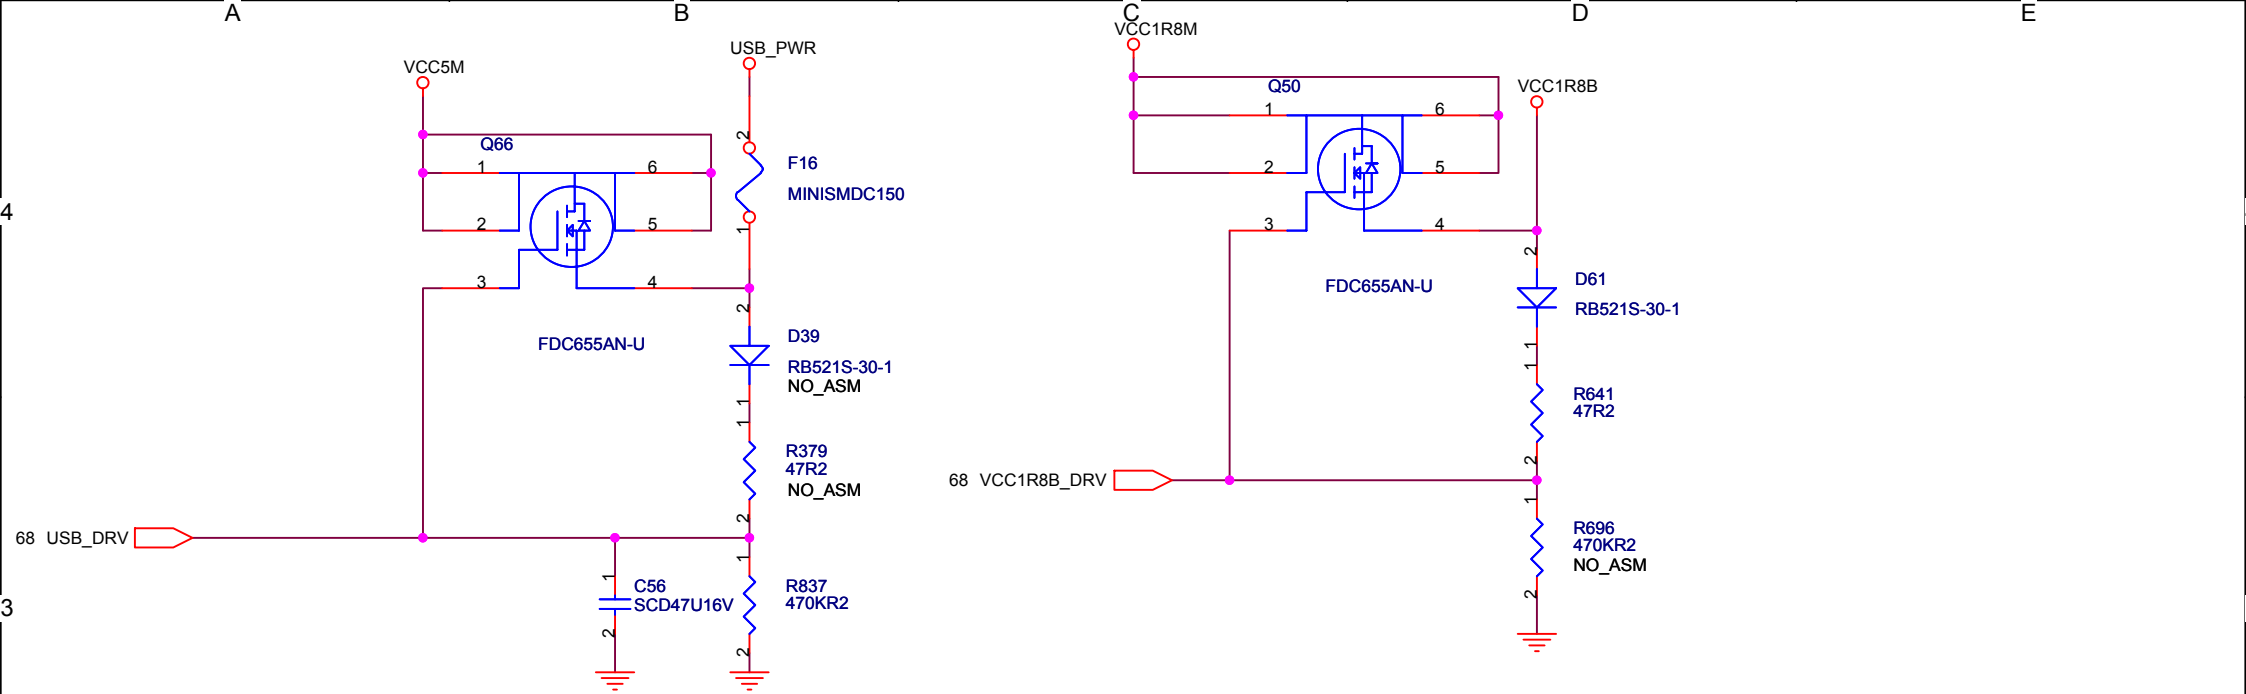 A
B
C
D
E
VCC5M
USB_PWR
VCC1R8M
VCC1R8B
Q66
1
2
3
6
5
4
FDC655AN-U
2
F16
MINISMDC150
1
2
D39
RB521S-30-1
NO_ASM
1
1
R379
47R2
NO_ASM
2
68 USB_DRV
1
C56
SCD47U16V
2
1
R837
470KR2
2
Q50
1
2
3
6
5
4
FDC655AN-U
2
D61
RB521S-30-1
1
1
R641
47R2
2
68 VCC1R8B_DRV
1
R696
470KR2
NO_ASM
2
4
3